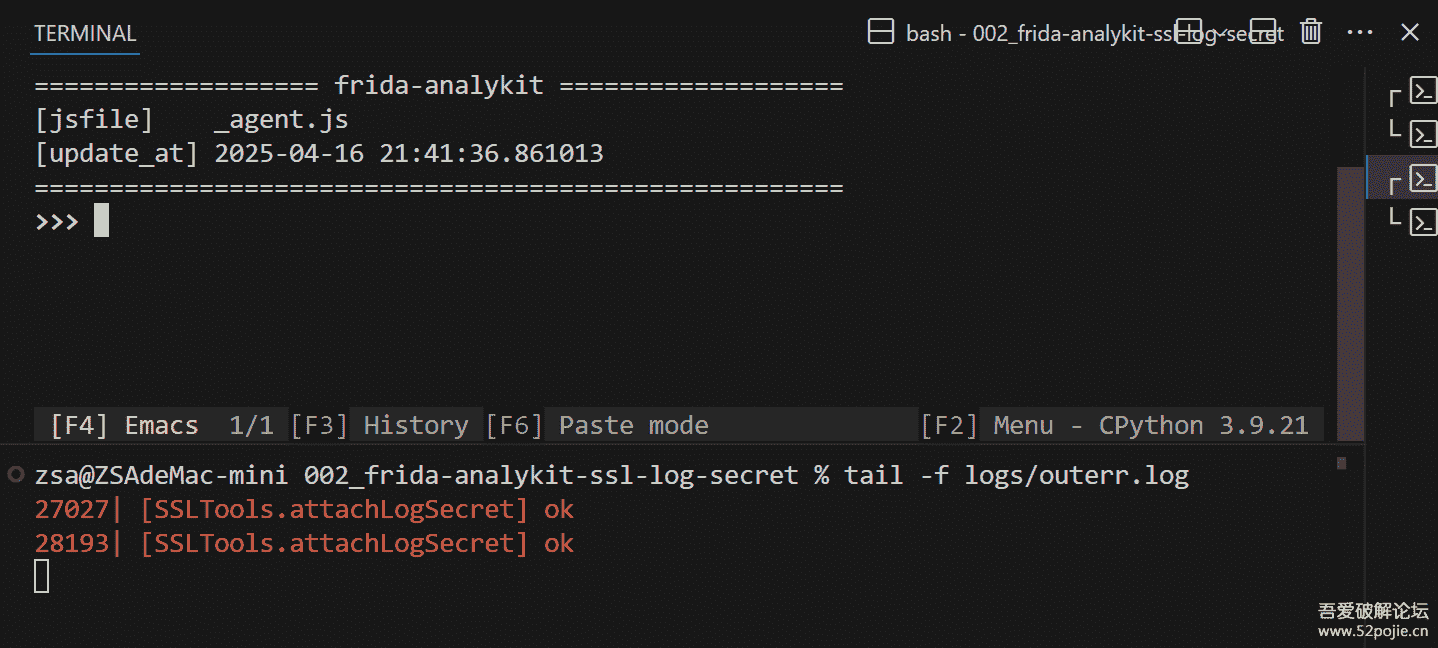 TERMINAL
bash - 002_frida-analykit-ssl-log-secret
=================== frida-analykit ===================
[jsfile]    _agent.js
[update_at] 2025-04-16 21:41:36.861013
======================================================
>>>
[F4] Emacs  1/1 [F3] History [F6] Paste mode [F2] Menu - CPython 3.9.21
zsa@ZSAdeMac-mini 002_frida-analykit-ssl-log-secret % tail -f logs/outerr.log
27027| [SSLTools.attachLogSecret] ok
28193| [SSLTools.attachLogSecret] ok
吾爱破解论坛
www.52pojie.cn